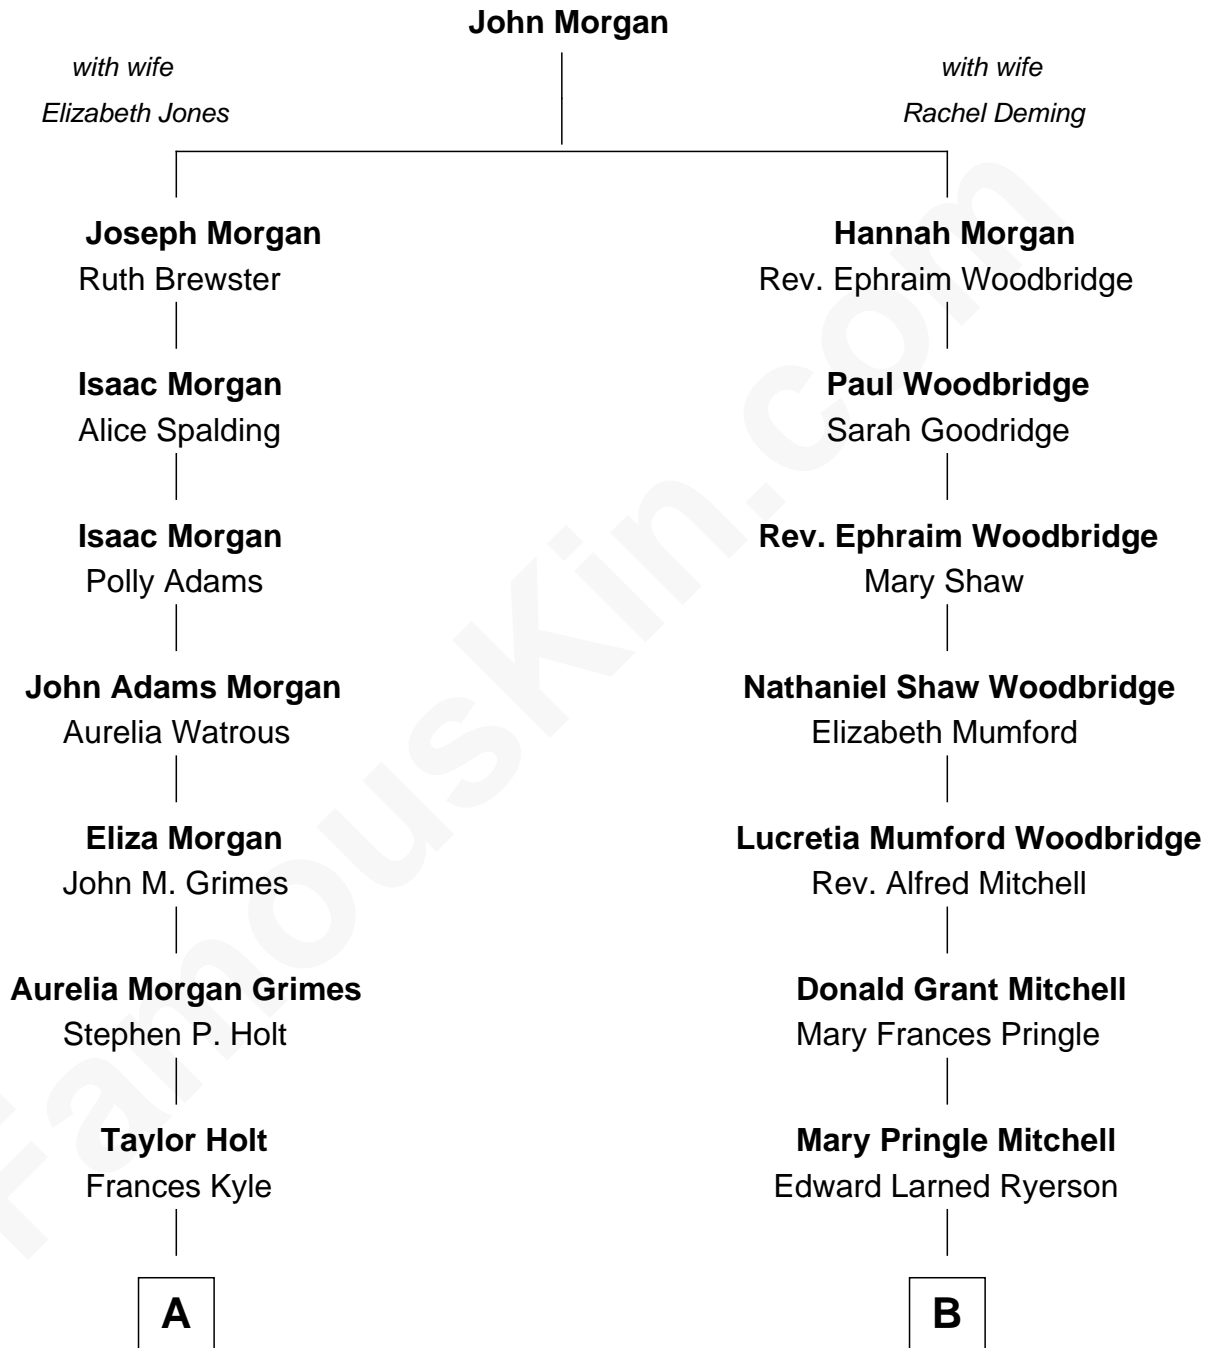 John Morgan
with wife
Elizabeth Jones
with wife
Rachel Deming
Joseph Morgan
Ruth Brewster
Hannah Morgan
Rev. Ephraim Woodbridge
Isaac Morgan
Alice Spalding
Paul Woodbridge
Sarah Goodridge
Isaac Morgan
Polly Adams
Rev. Ephraim Woodbridge
Mary Shaw
John Adams Morgan
Aurelia Watrous
Nathaniel Shaw Woodbridge
Elizabeth Mumford
Eliza Morgan
John M. Grimes
Lucretia Mumford Woodbridge
Rev. Alfred Mitchell
Aurelia Morgan Grimes
Stephen P. Holt
Donald Grant Mitchell
Mary Frances Pringle
Taylor Holt
Frances Kyle
Mary Pringle Mitchell
Edward Larned Ryerson
A
B
FamousKin.com